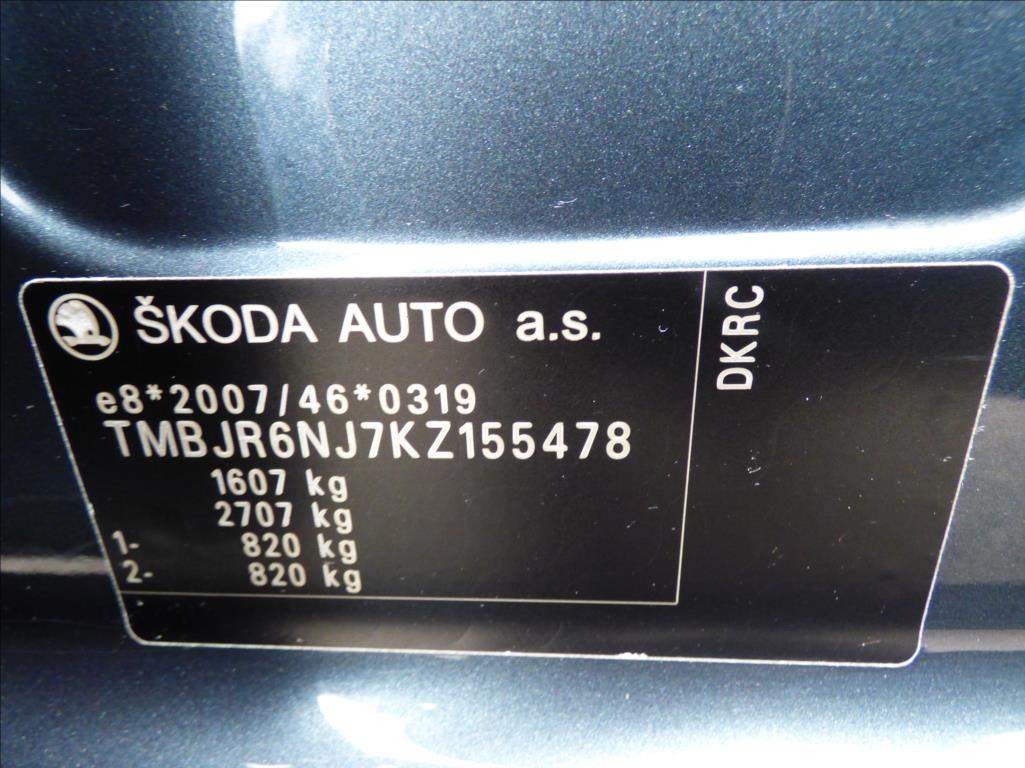 ŠKODA AUTO a.s.
e8*2007/46*0319
TMBJR6NJ7KZ155478
1607 kg
2707 kg
1- 820 kg
2- 820 kg
DKRC